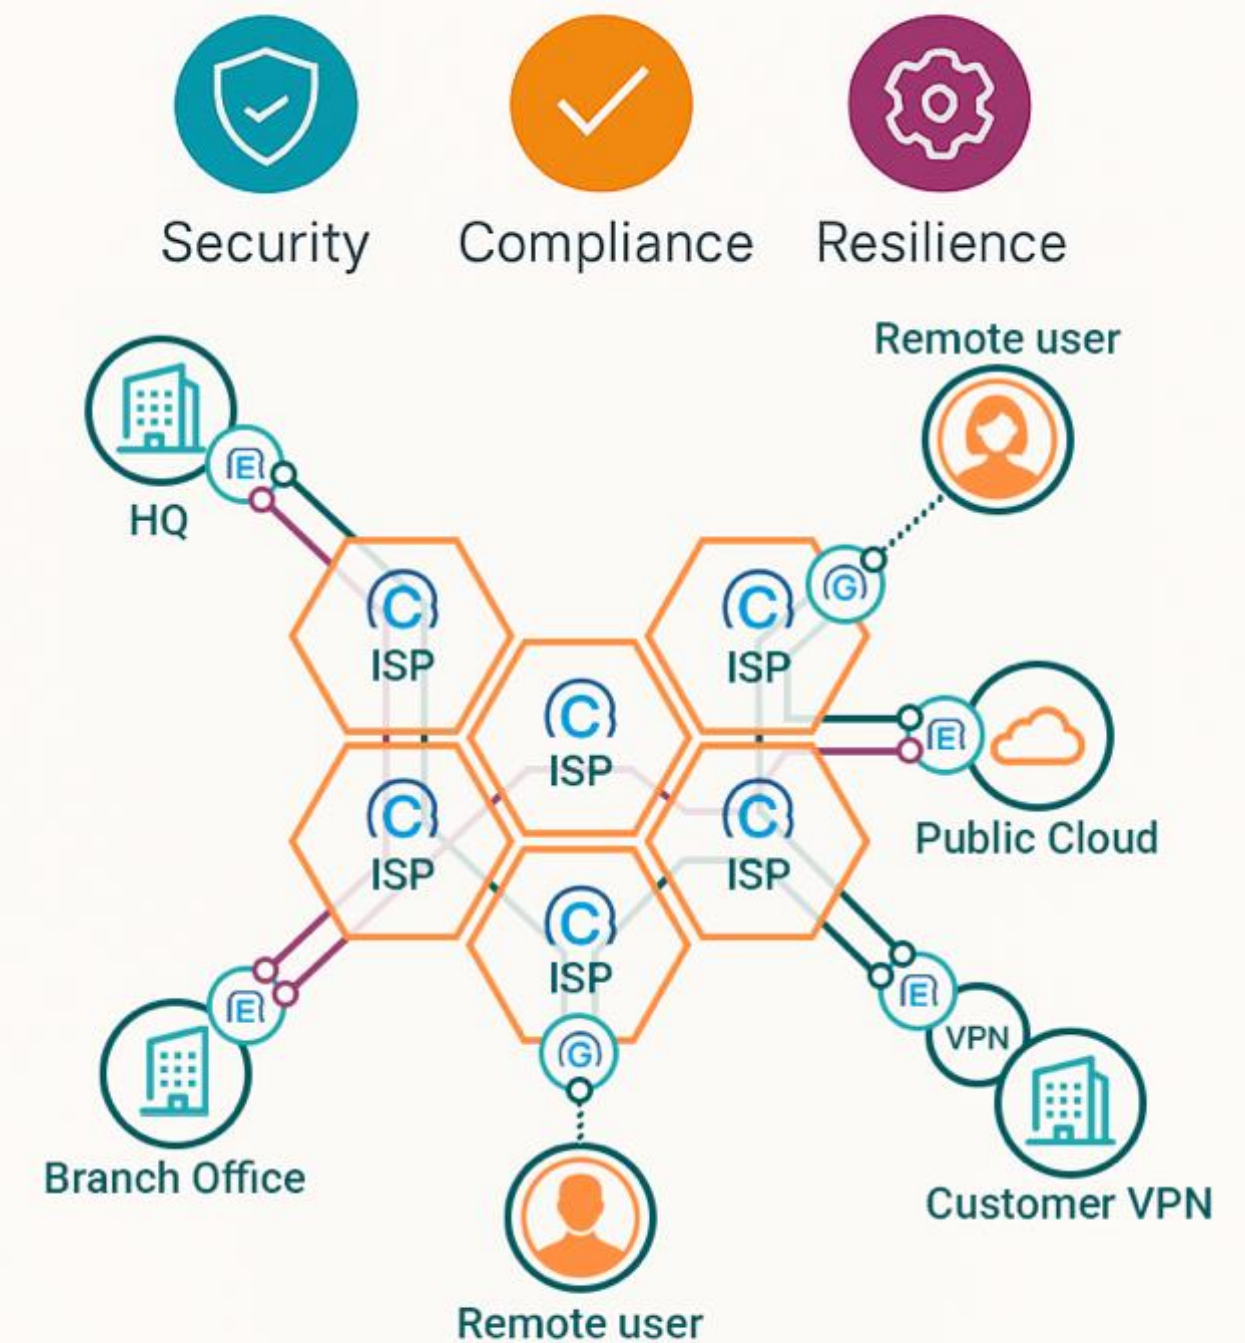 Security
Compliance
Resilience
Remote user
HQ
E
G
C
ISP
C
ISP
C
ISP
E
Public Cloud
C
ISP
C
ISP
C
ISP
E
E
VPN
G
Branch Office
Customer VPN
Remote user